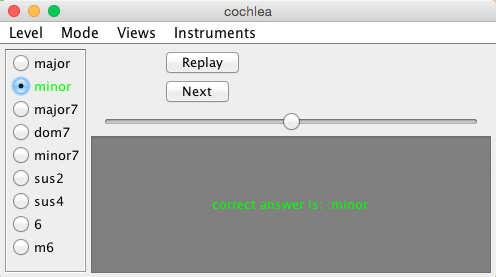 cochlea
Level Mode Views Instruments
major
minor
major7
dom7
minor7
sus2
sus4
6
m6
Replay
Next
correct answer is: :minor